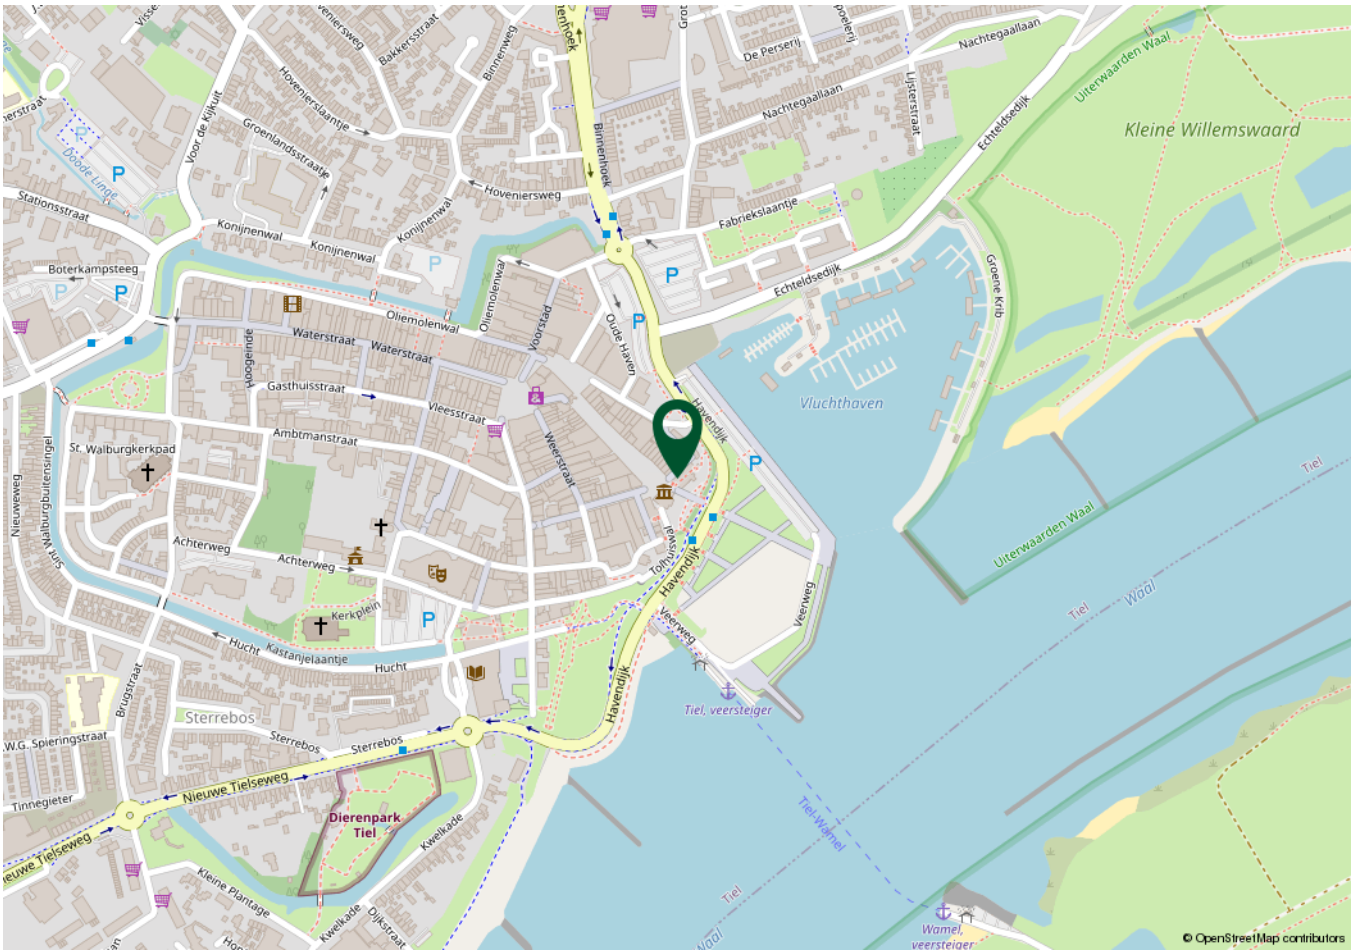 Bakkersstraat
Binnenweg
Binnenhoek
De Perserij
Nachtegaallaan
Nachtegaallaan
Lijsterstraat
Uiterwaarden Waal
Kleine Willemswaard
Echteldsedijk
Hovenierslaantje
Voor de Kijkuit
Groenlandsstraatje
Doode Linge
P
P
Stationsstraat
Hoveniersweg
Fabriekslaantje
Konijnenwal
Konijnenwal
Konijnenwal
Boterkampsteeg
P
P
P
P
Echteldsedijk
Groene Krib
Oliemolenwal
Oliemolenwal
Voorstad
Oude Haven
P
Waterstraat
Waterstraat
Hoogeinde
Gasthuisstraat
Vleesstraat
Vluchthaven
Havendijk
Ambtmanstraat
St. Walburgkerkpad
Weerstraat
P
Tiel
Nieuweweg
Sint Walburgbuitensingel
Uiterwaarden Waal
Achterweg
Achterweg
Tolhuiswal
Havendijk
Waal
Tiel
Veerweg
Veerweg
Kerkplein
P
Hucht
Kastanjelaantje
Hucht
Brugstraat
Havendijk
Tiel, veersteiger
Sterrebos
Sterrebos
Sterrebos
W.G. Spieringstraat
Nieuwe Tielseweg
Tinnegieter
Dierenpark
Tiel
Kwelkade
Tiel-Wamel
Kleine Plantage
Kwelkade
Dijkstraat
Tiel
Waal
Wamel,
veersteiger
© OpenStreetMap contributors